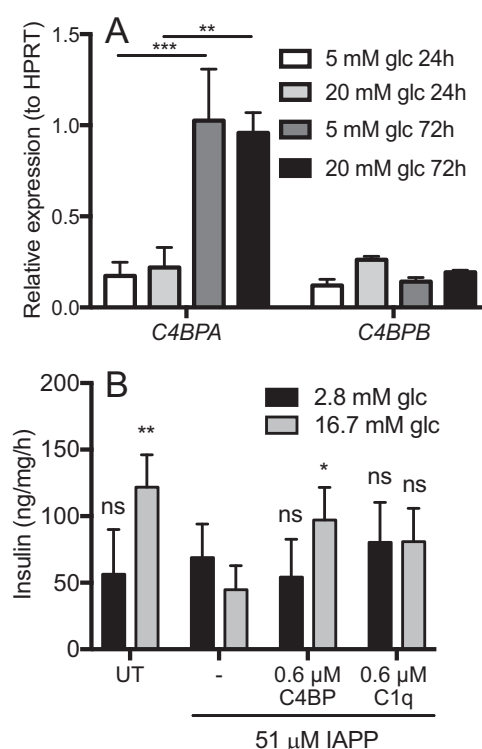 A
Relative expression (to HPRT)
1.5
1.0
0.5
0.0
***
**
5 mM glc 24h
20 mM glc 24h
5 mM glc 72h
20 mM glc 72h
C4BPA
C4BPB
B
Insulin (ng/mg/h)
200
150
100
50
0
2.8 mM glc
16.7 mM glc
ns
**
ns
*
ns
ns
UT
-
0.6 µM
C4BP
0.6 µM
C1q
51 µM IAPP